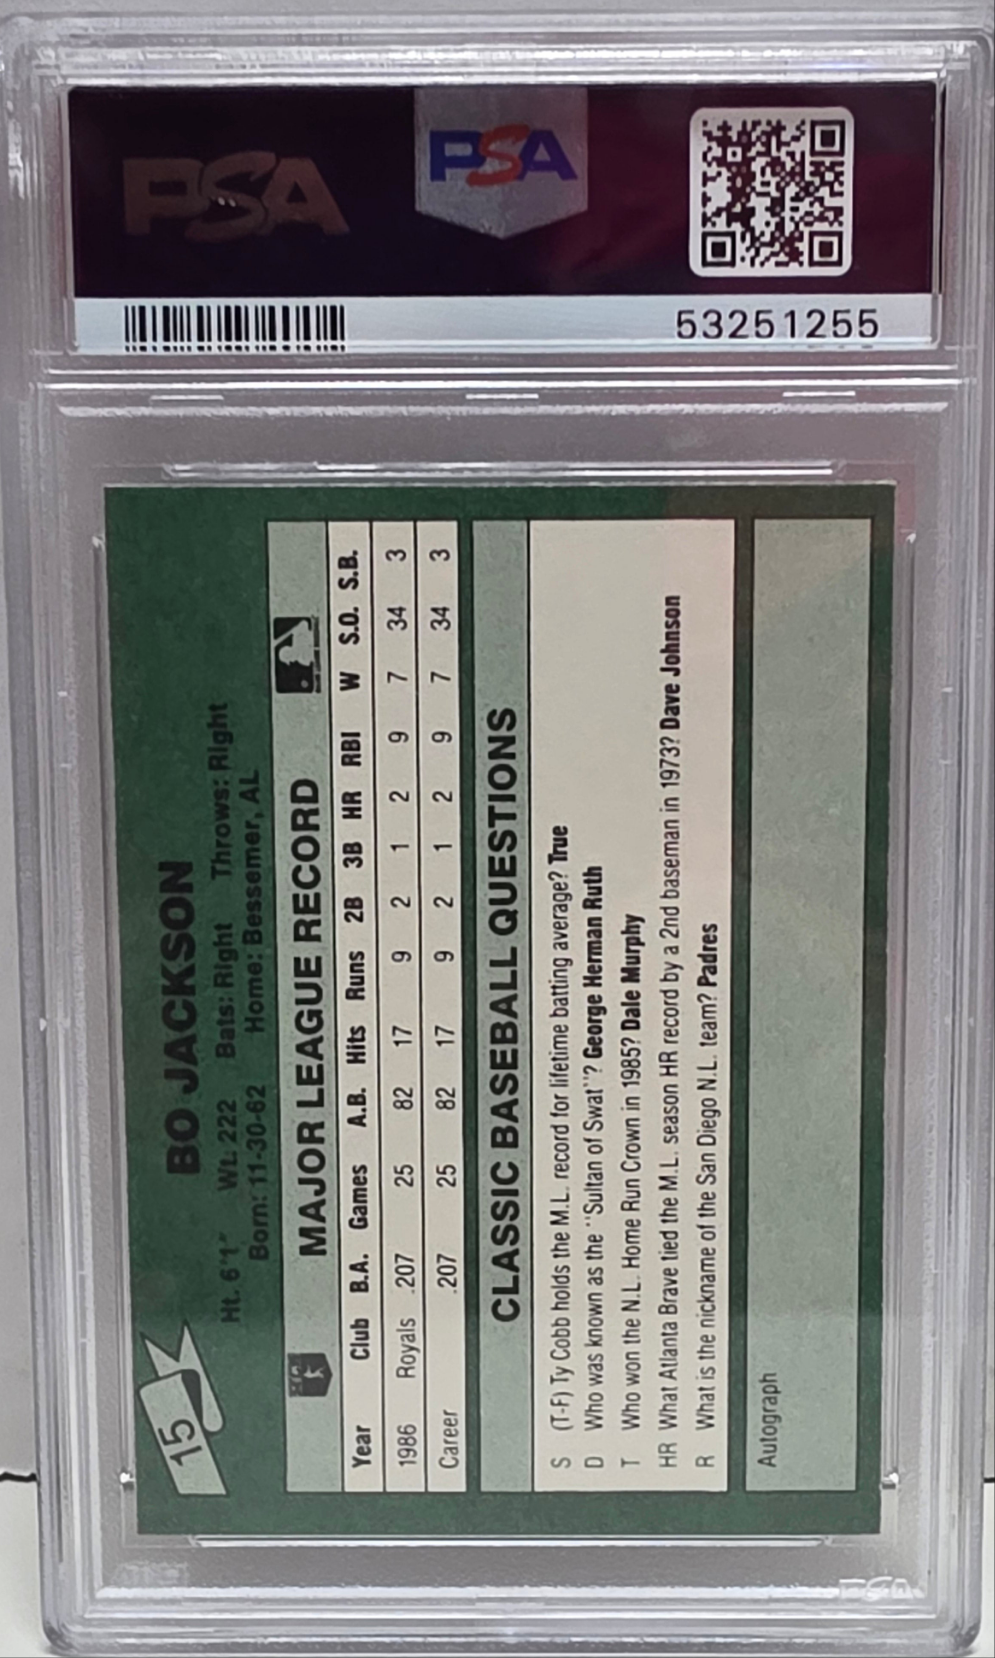 PSA
PSA
53251255
15
BO JACKSON
Ht. 6'1" Wt. 222 Bats: Right Throws: Right
Born: 11-30-62 Home: Bessemer, AL
MAJOR LEAGUE RECORD
Year Club B.A. Games A.B. Hits Runs 2B 3B HR RBI W S.O. S.B.
1986 Royals .207 25 82 17 9 2 1 2 9 7 34 3
Career .207 25 82 17 9 2 1 2 9 7 34 3
CLASSIC BASEBALL QUESTIONS
S (T-F) Ty Cobb holds the M.L. record for lifetime batting average? True
D Who was known as the "Sultan of Swat"? George Herman Ruth
T Who won the N.L. Home Run Crown in 1985? Dale Murphy
HR What Atlanta Brave tied the M.L. season HR record by a 2nd baseman in 1973? Dave Johnson
R What is the nickname of the San Diego N.L. team? Padres
Autograph
PSA